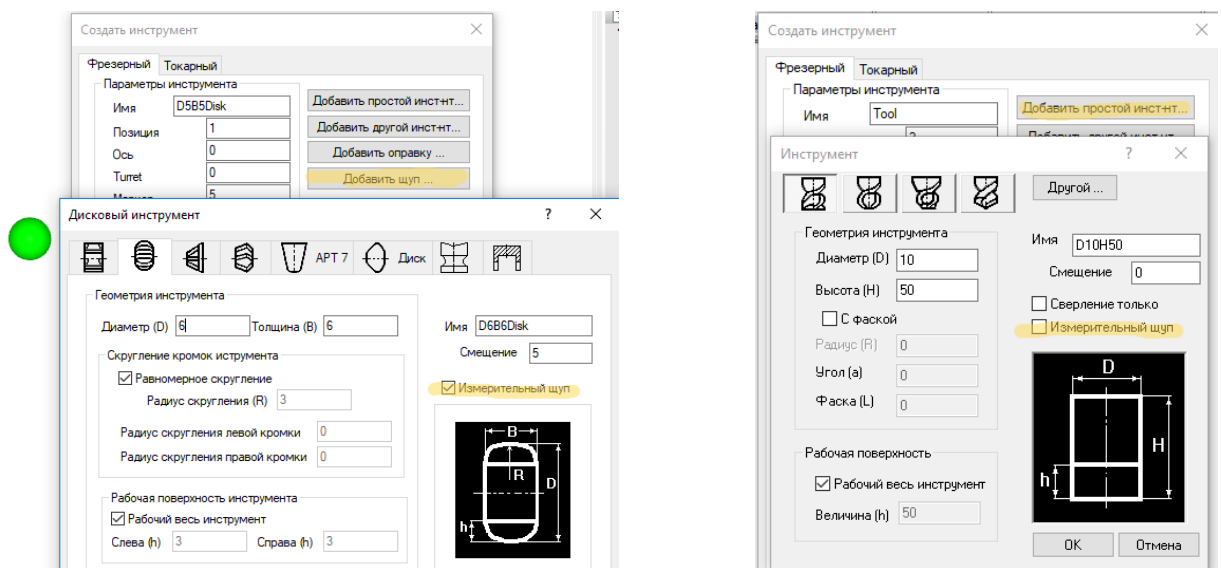 Создать инструмент
Фрезерный Токарный
Параметры инструмента
Имя D5B5Disk
Позиция 1
Ось 0
Turret 0
5
Добавить простой инст-нт...
Добавить другой инст-нт...
Добавить оправку ...
Добавить щуп ...
Дисковый инструмент ?
АРТ 7 Диск
Геометрия инструмента
Диаметр (D) 6 Толщина (B) 6
Скругление кромок иструмента
Равномерное скругление
Радиус скругления (R) 3
Радиус скругления левой кромки 0
Радиус скругления правой кромки 0
Рабочая поверхность инструмента
Рабочий весь инструмент
Слева (h) 3 Справа (h) 3
Имя D6B6Disk
Смещение 5
Измерительный щуп
B
R
D
h
Создать инструмент
Фрезерный Токарный
Параметры инструмента
Имя Tool
Добавить простой инст-нт...
Инструмент ?
Другой ...
Геометрия инструмента
Диаметр (D) 10
Высота (H) 50
С фаской
Радиус (R) 0
Угол (a) 0
Фаска (L) 0
Рабочая поверхность
Рабочий весь инструмент
Величина (h) 50
Имя D10H50
Смещение 0
Сверление только
Измерительный щуп
D
H
h
OK Отмена